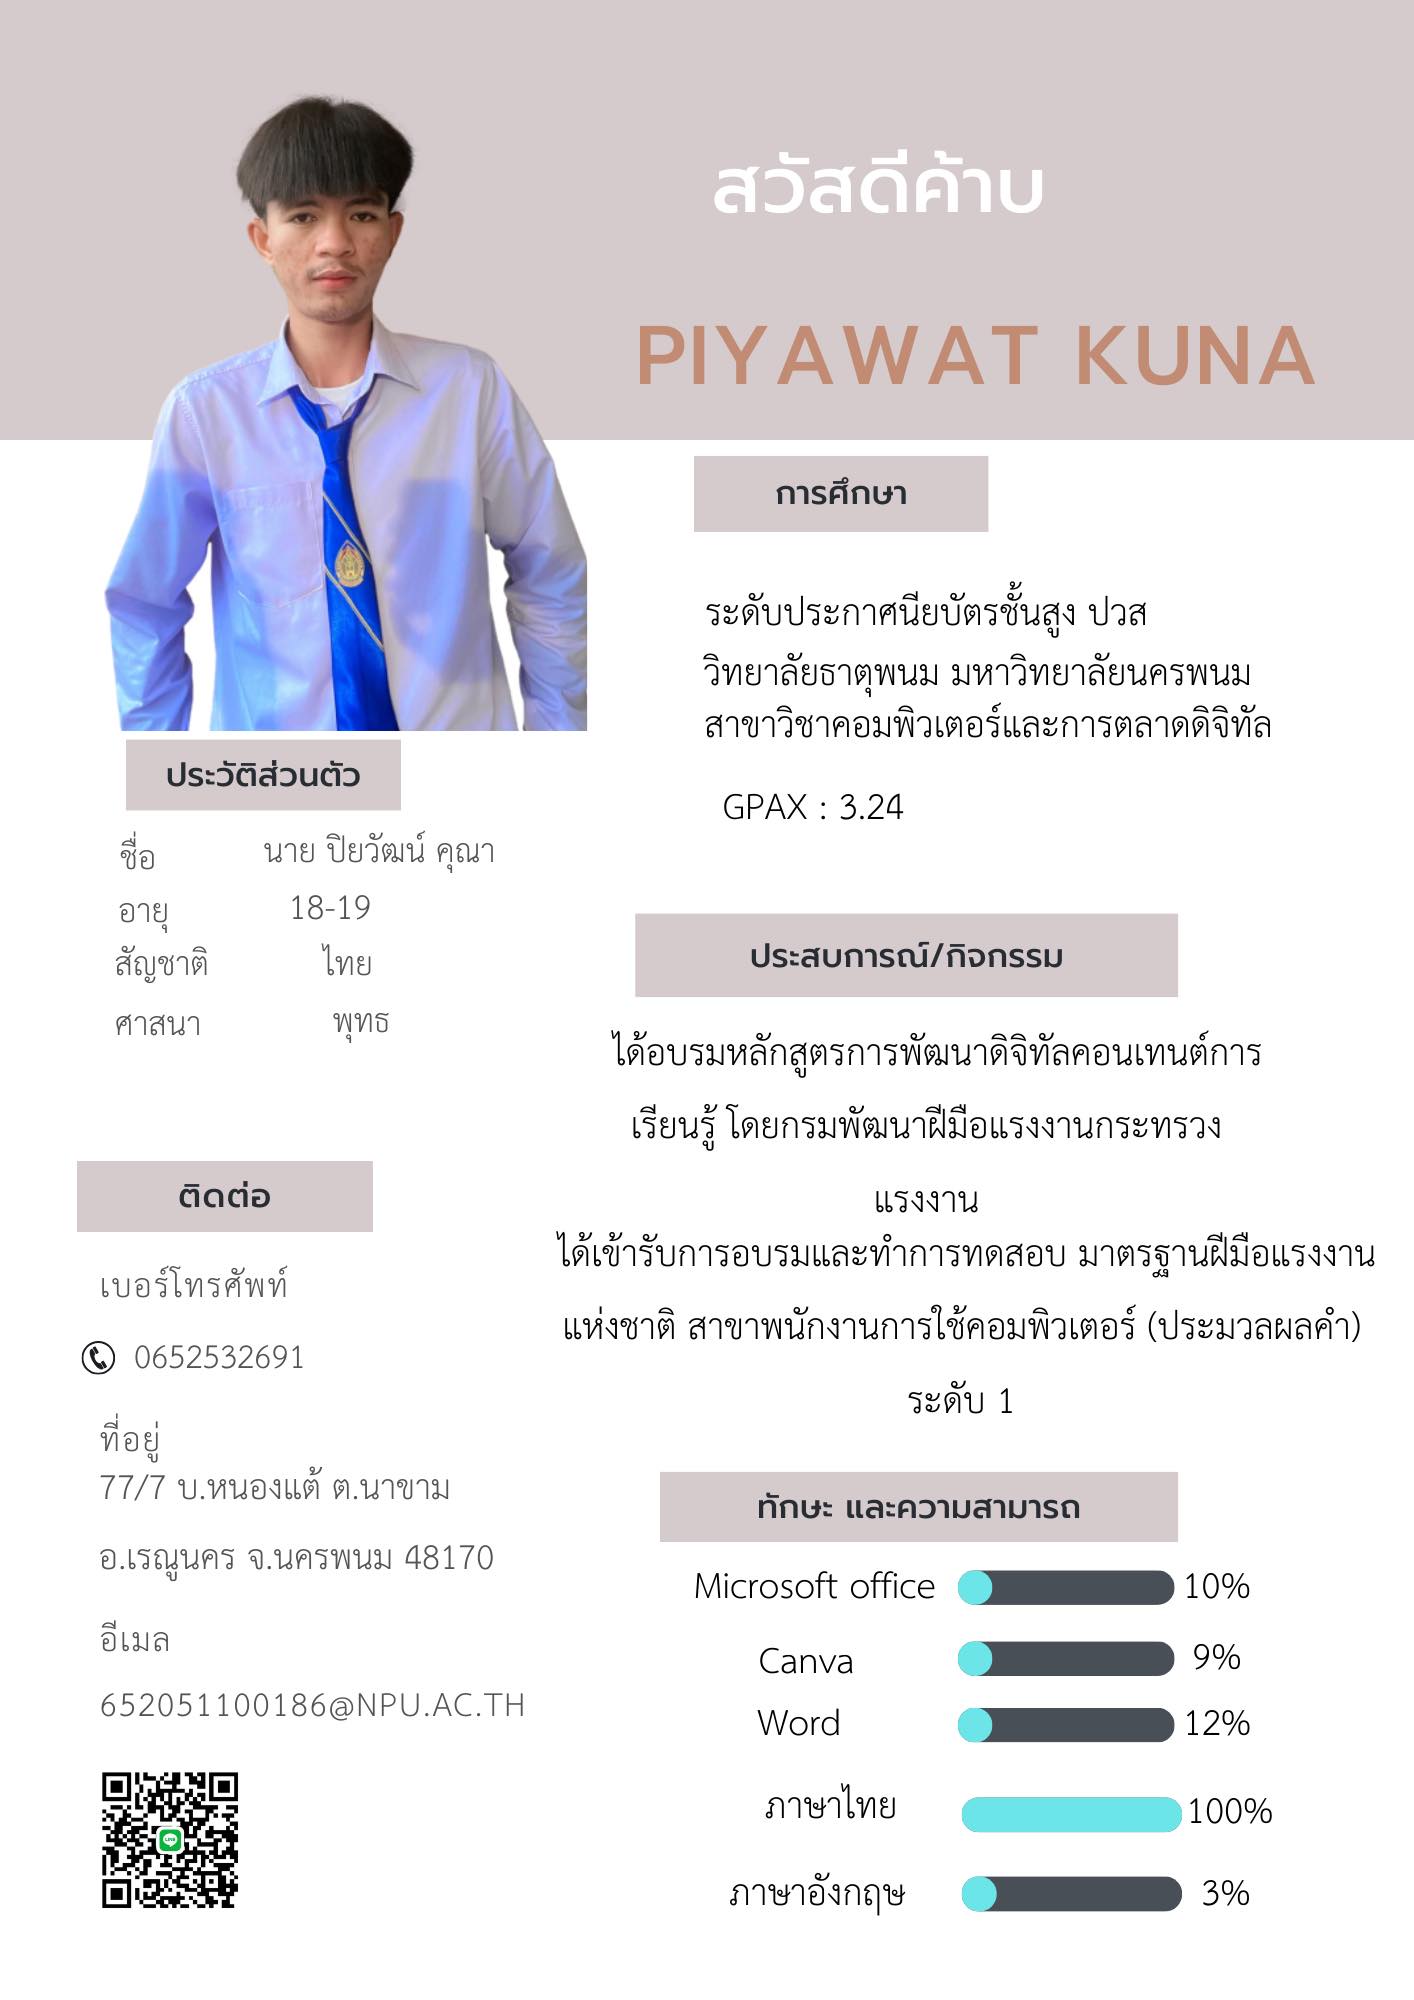 สวัสดีค้าบ
PIYAWAT KUNA
การศึกษา
ระดับประกาศนียบัตรชั้นสูง ปวส
วิทยาลัยธาตุพนม มหาวิทยาลัยนครพนม
สาขาวิชาคอมพิวเตอร์และการตลาดดิจิทัล
GPAX : 3.24
ประวัติส่วนตัว
ชื่อ นาย ปิยวัฒน์ คุณา
อายุ 18-19
สัญชาติ ไทย
ศาสนา พุทธ
ประสบการณ์/กิจกรรม
ได้อบรมหลักสูตรการพัฒนาดิจิทัลคอนเทนต์การ
เรียนรู้ โดยกรมพัฒนาฝีมือแรงงานกระทรวง
แรงงาน
ได้เข้ารับการอบรมและทำการทดสอบ มาตรฐานฝีมือแรงงาน
แห่งชาติ สาขาพนักงานการใช้คอมพิวเตอร์ (ประมวลผลคำ)
ระดับ 1
ติดต่อ
เบอร์โทรศัพท์
0652532691
ที่อยู่
77/7 บ.หนองแต้ ต.นาขาม
อ.เรณูนคร จ.นครพนม 48170
อีเมล
652051100186@NPU.AC.TH
LINE
ทักษะ และความสามารถ
Microsoft office 10%
Canva 9%
Word 12%
ภาษาไทย 100%
ภาษาอังกฤษ 3%